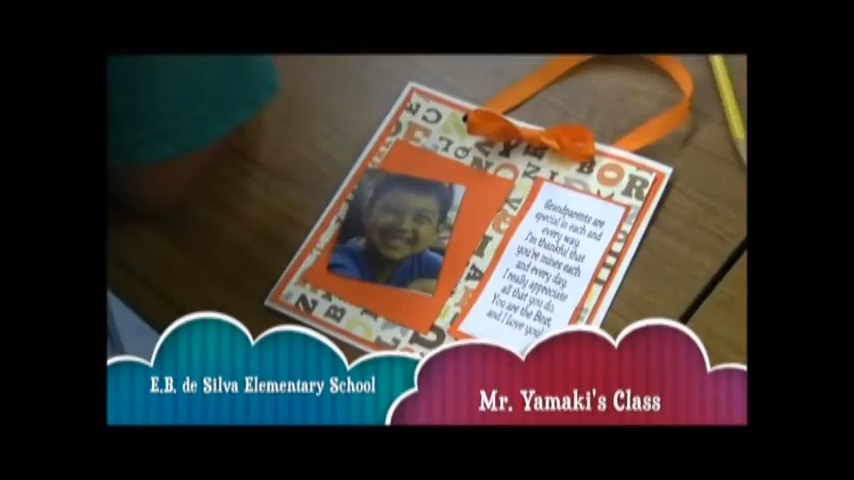 Grandparents are
special in each and
every way.
I'm thankful that
you're mines each
and every day.
I really appreciate
all that you do.
You are the Best,
and I love you!
E.B. de Silva Elementary School
Mr. Yamaki's Class